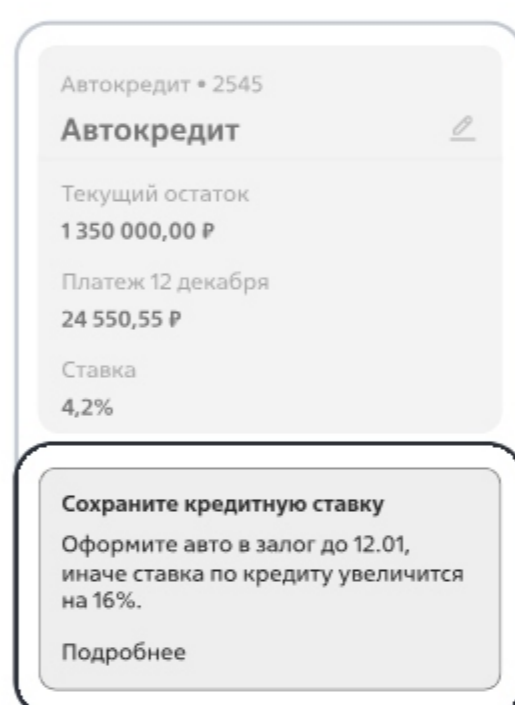 Автокредит • 2545
Автокредит
Текущий остаток
1 350 000,00 ₽
Платеж 12 декабря
24 550,55 ₽
Ставка
4,2%
Сохраните кредитную ставку
Оформите авто в залог до 12.01,
иначе ставка по кредиту увеличится
на 16%.
Подробнее